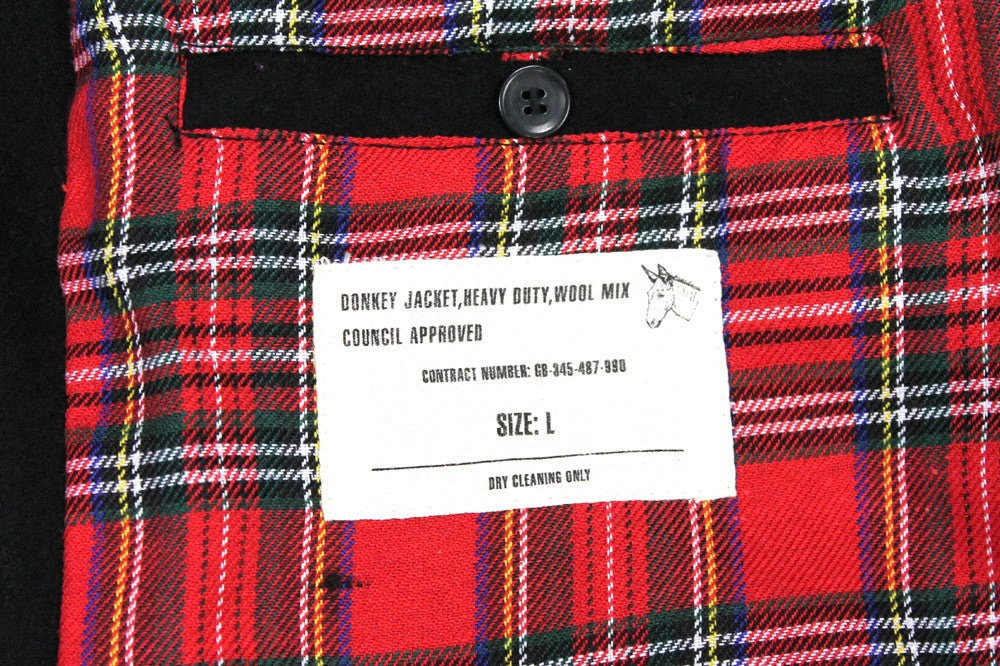 DONKEY JACKET,HEAVY DUTY,WOOL MIX
COUNCIL APPROVED
CONTRACT NUMBER: GB-345-487-990
SIZE: L
DRY CLEANING ONLY